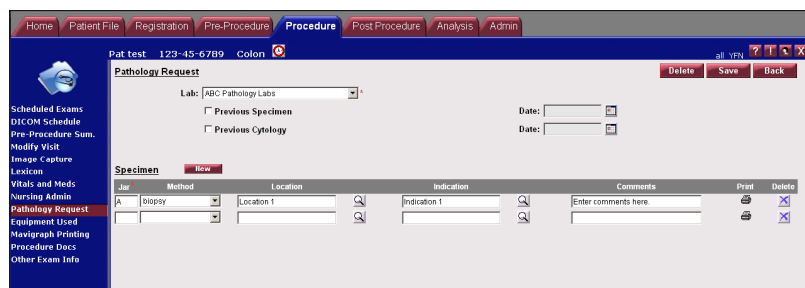 Home Patient File Registration Pre-Procedure Procedure Post Procedure Analysis Admin
Pat test 123-45-6789 Colon all YFN ? ! X
Pathology Request Delete Save Back
Lab: ABC Pathology Labs *
Previous Specimen Date:
Previous Cytology Date:
Scheduled Exams
DICOM Schedule
Pre-Procedure Sum.
Modify Visit
Image Capture
Lexicon
Vitals and Meds
Nursing Admin
Pathology Request
Equipment Used
Mavigraph Printing
Procedure Docs
Other Exam Info
Specimen New
Jar * Method Location Indication Comments Print Delete
A biopsy Location 1 Indication 1 Enter comments here.